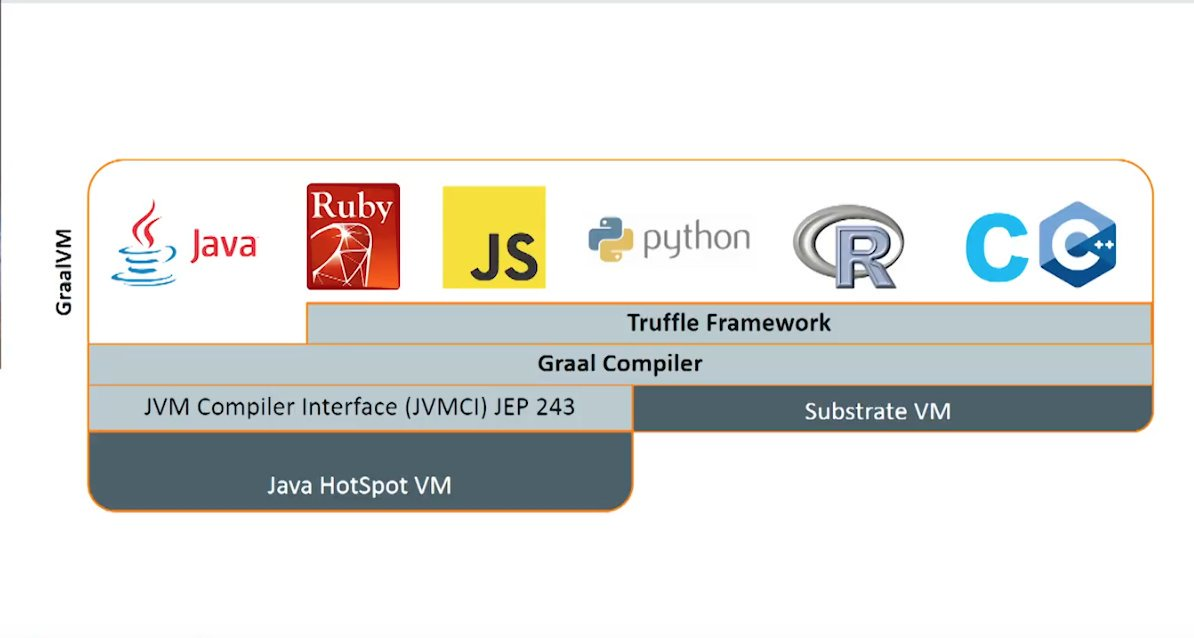 GraalVM
Java
Ruby
JS
python
R
C
C++
Truffle Framework
Graal Compiler
JVM Compiler Interface (JVMCI) JEP 243
Substrate VM
Java HotSpot VM